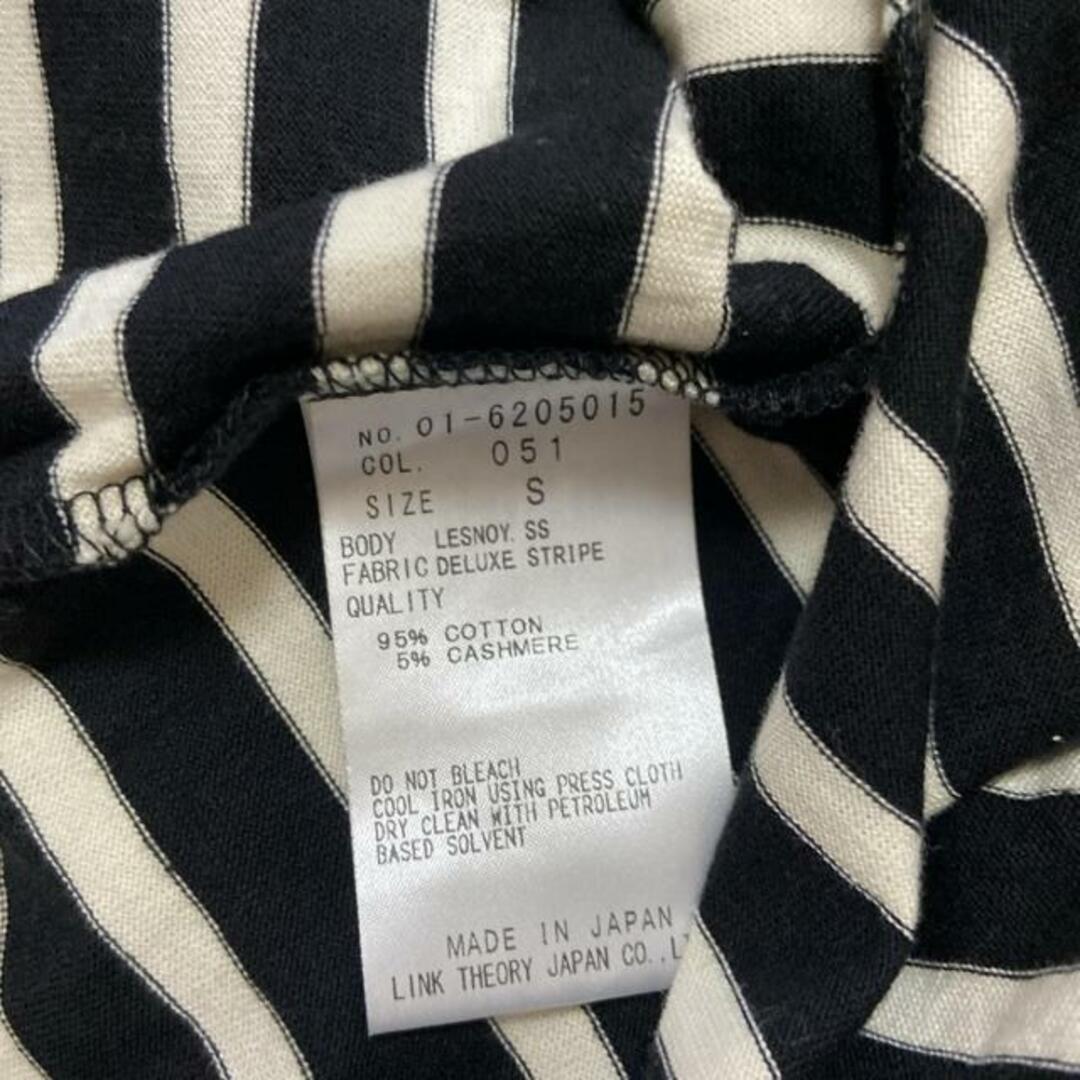 NO. 01-6205015
COL. 051
SIZE S
BODY LESNOY. SS
FABRIC DELUXE STRIPE
QUALITY
95% COTTON
5% CASHMERE
DO NOT BLEACH
COOL IRON USING PRESS CLOTH
DRY CLEAN WITH PETROLEUM
BASED SOLVENT
MADE IN JAPAN
LINK THEORY JAPAN CO.,L